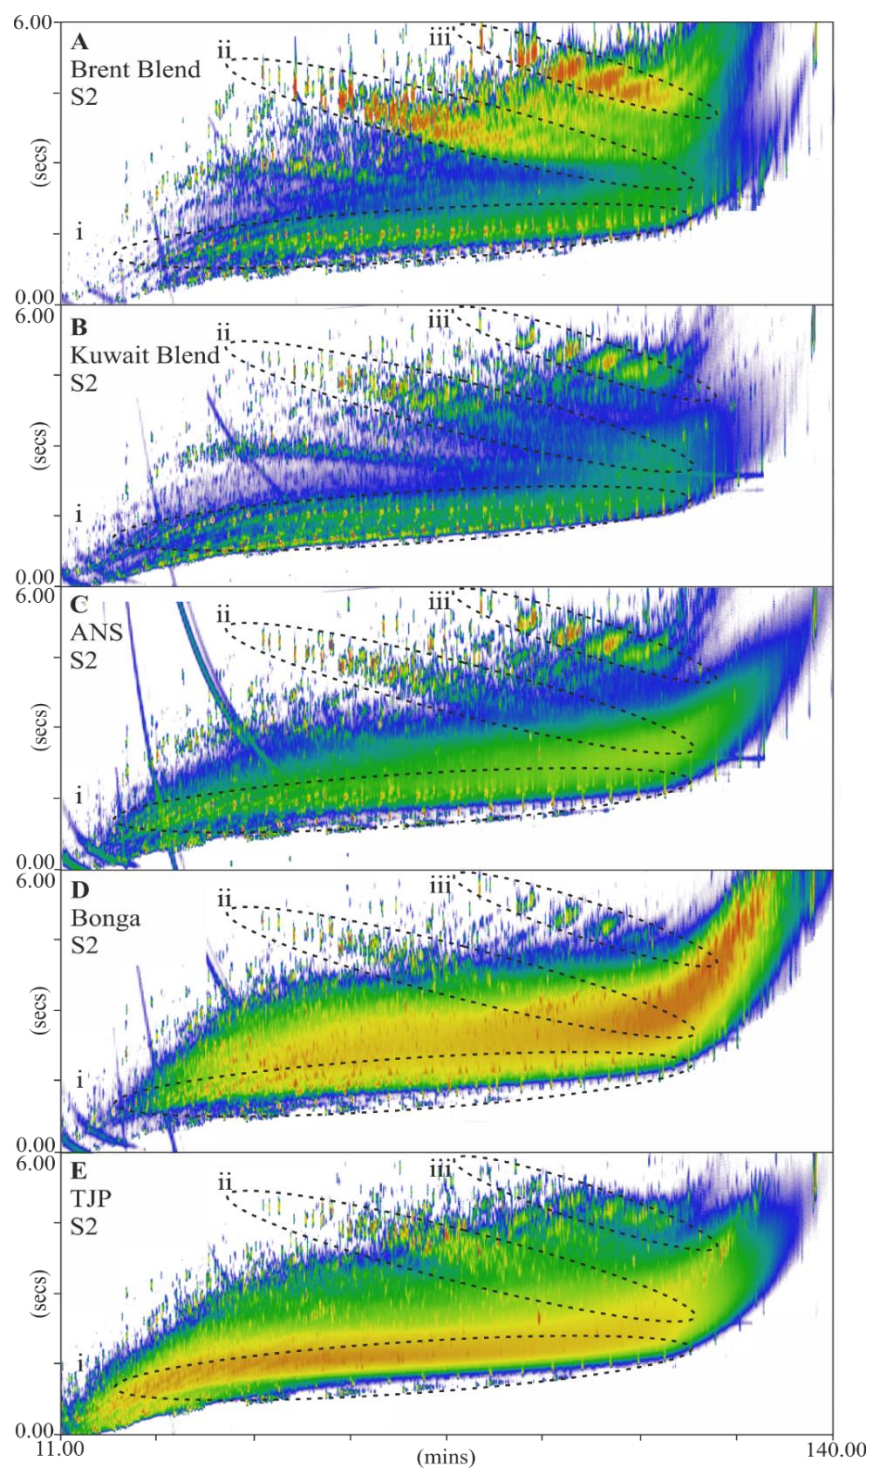 6.00
A
Brent Blend
S2
ii
iii
i
(secs)
0.00
6.00
B
Kuwait Blend
S2
ii
iii
i
(secs)
0.00
6.00
C
ANS
S2
ii
iii
i
(secs)
0.00
6.00
D
Bonga
S2
ii
iii
i
(secs)
0.00
6.00
E
TJP
S2
ii
iii
i
(secs)
0.00
11.00
(mins)
140.00